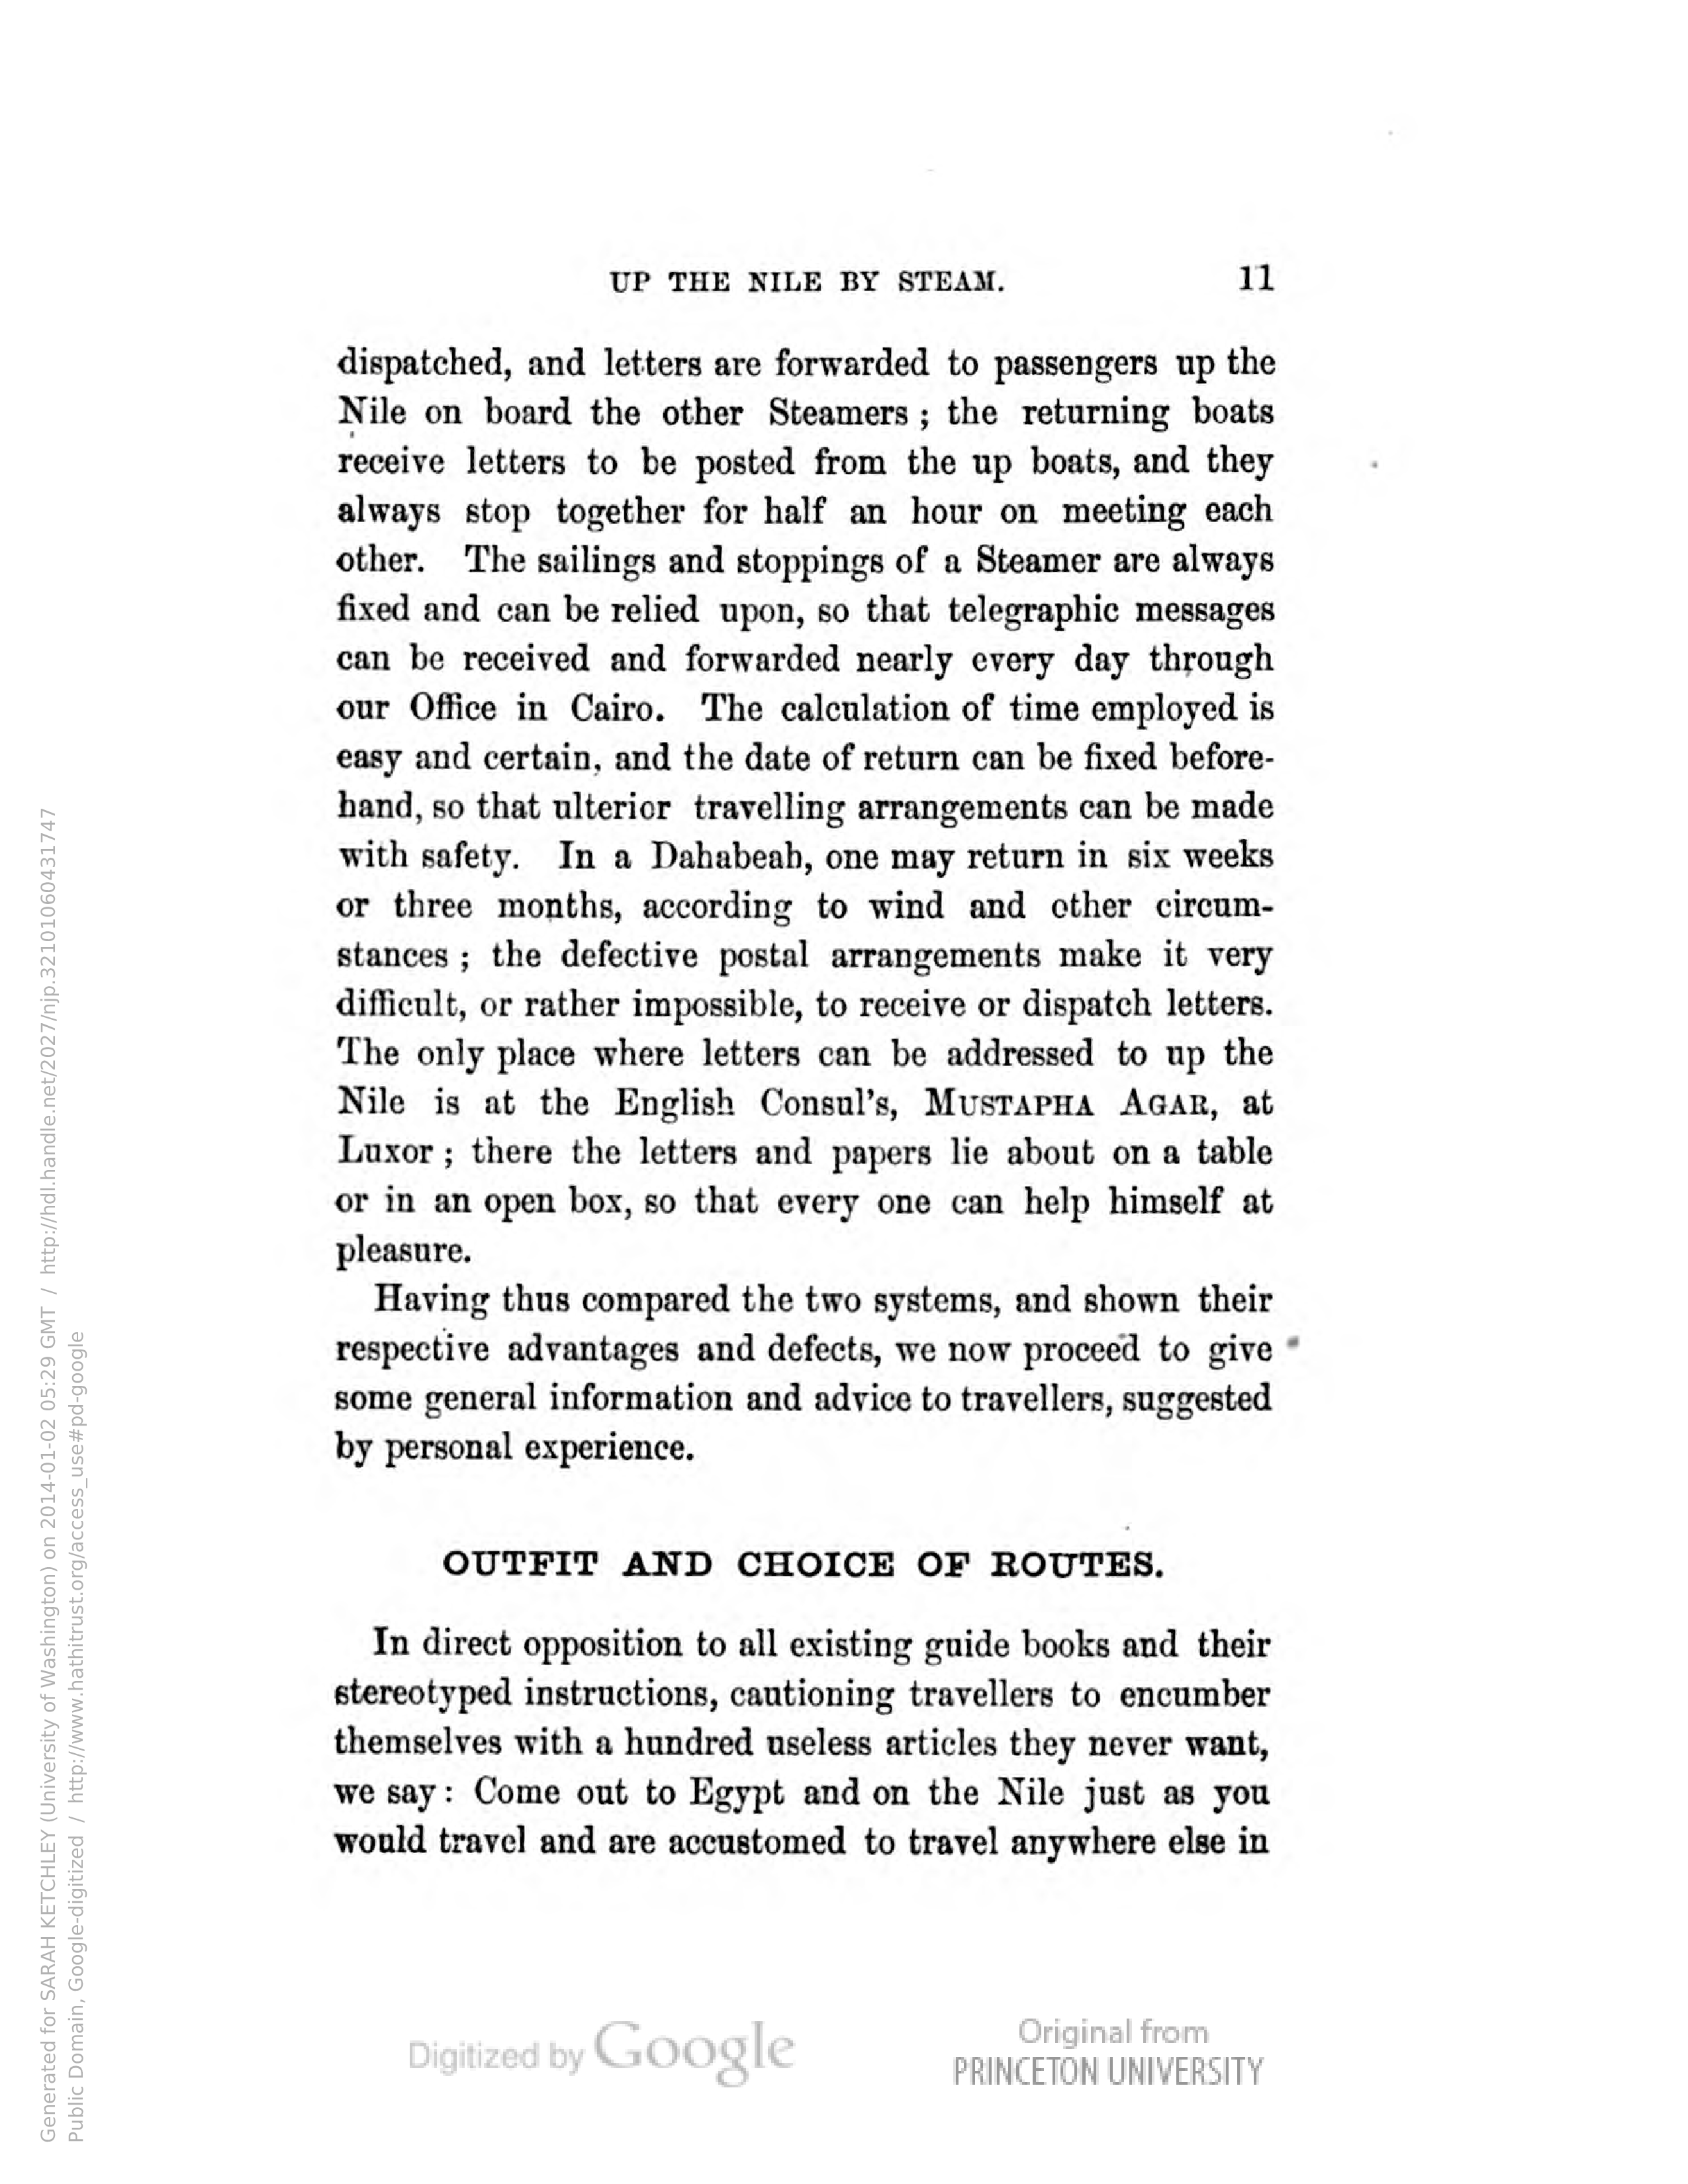 UP THE NILE BY STEAM. 11
dispatched, and letters are forwarded to passengers up the
Nile on board the other Steamers ; the returning boats
receive letters to be posted from the up boats, and they
always stop together for half an hour on meeting each
other. The sailings and stoppings of a Steamer are always
fixed and can be relied upon, so that telegraphic messages
can be received and forwarded nearly every day through
our Office in Cairo. The calculation of time employed is
easy and certain, and the date of return can be fixed before-
hand, so that ulterior travelling arrangements can be made
with safety. In a Dahabeah, one may return in six weeks
or three months, according to wind and other circum-
stances ; the defective postal arrangements make it very
difficult, or rather impossible, to receive or dispatch letters.
The only place where letters can be addressed to up the
Nile is at the English Consul's, MUSTAPHA AGAR, at
Luxor ; there the letters and papers lie about on a table
or in an open box, so that every one can help himself at
pleasure.
Having thus compared the two systems, and shown their
respective advantages and defects, we now proceed to give
some general information and advice to travellers, suggested
by personal experience.
OUTFIT AND CHOICE OF ROUTES.
In direct opposition to all existing guide books and their
stereotyped instructions, cautioning travellers to encumber
themselves with a hundred useless articles they never want,
we say : Come out to Egypt and on the Nile just as you
would travel and are accustomed to travel anywhere else in
Digitized by Google
Original from
PRINCETON UNIVERSITY
Generated for SARAH KETCHLEY (University of Washington) on 2014-01-02 05:29 GMT / http://hdl.handle.net/2027/njp.32101060431747
Public Domain, Google-digitized / http://www.hathitrust.org/access_use#pd-google